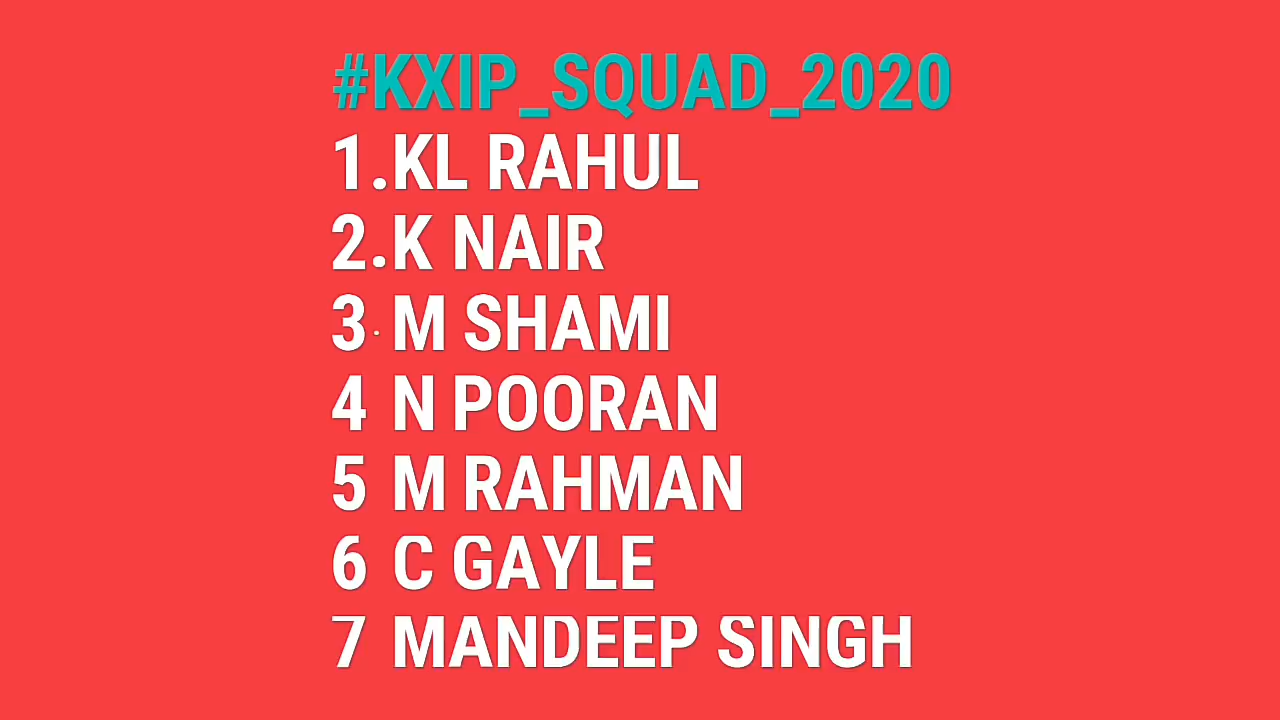 #KXIP_SQUAD_2020
1.KL RAHUL
2.K NAIR
3. M SHAMI
4 N POORAN
5 M RAHMAN
6 C GAYLE
7 MANDEEP SINGH